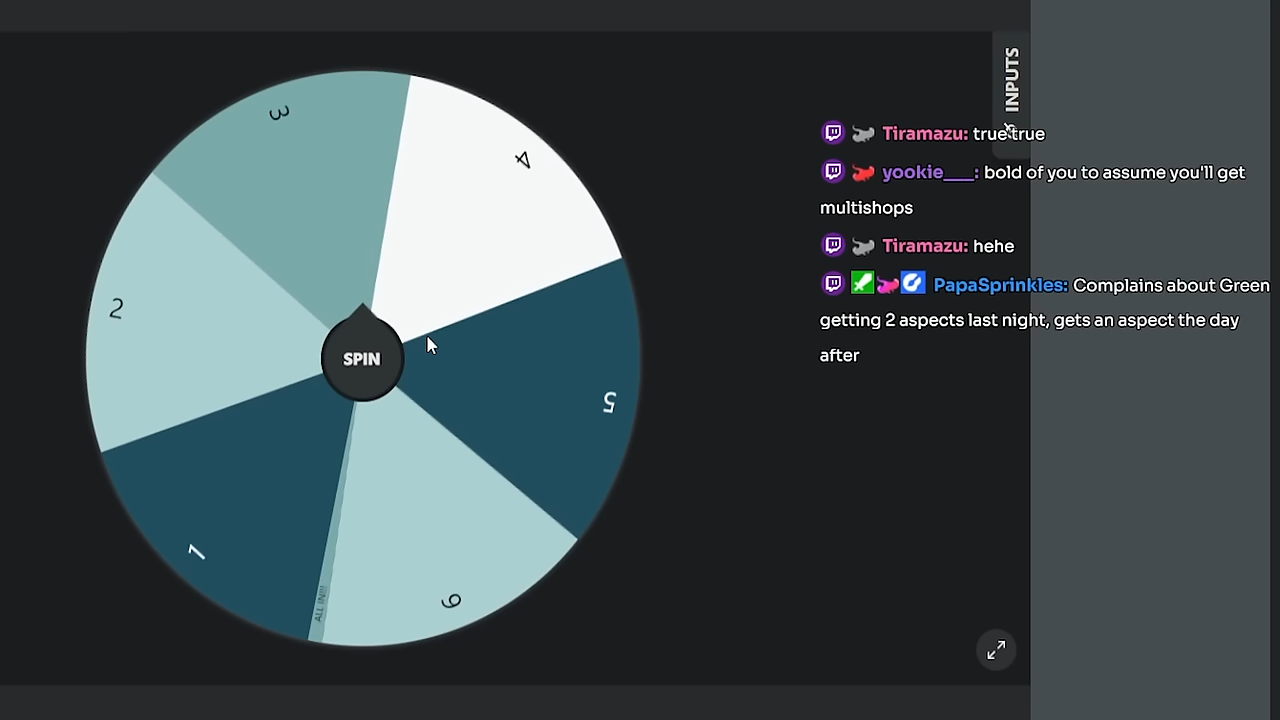 3
4
2
SPIN
5
1
ALL IN!!!
6
INPUTS
Tiramazu: true true
yookie___: bold of you to assume you'll get
multishops
Tiramazu: hehe
PapaSprinkles: Complains about Green
getting 2 aspects last night, gets an aspect the day
after